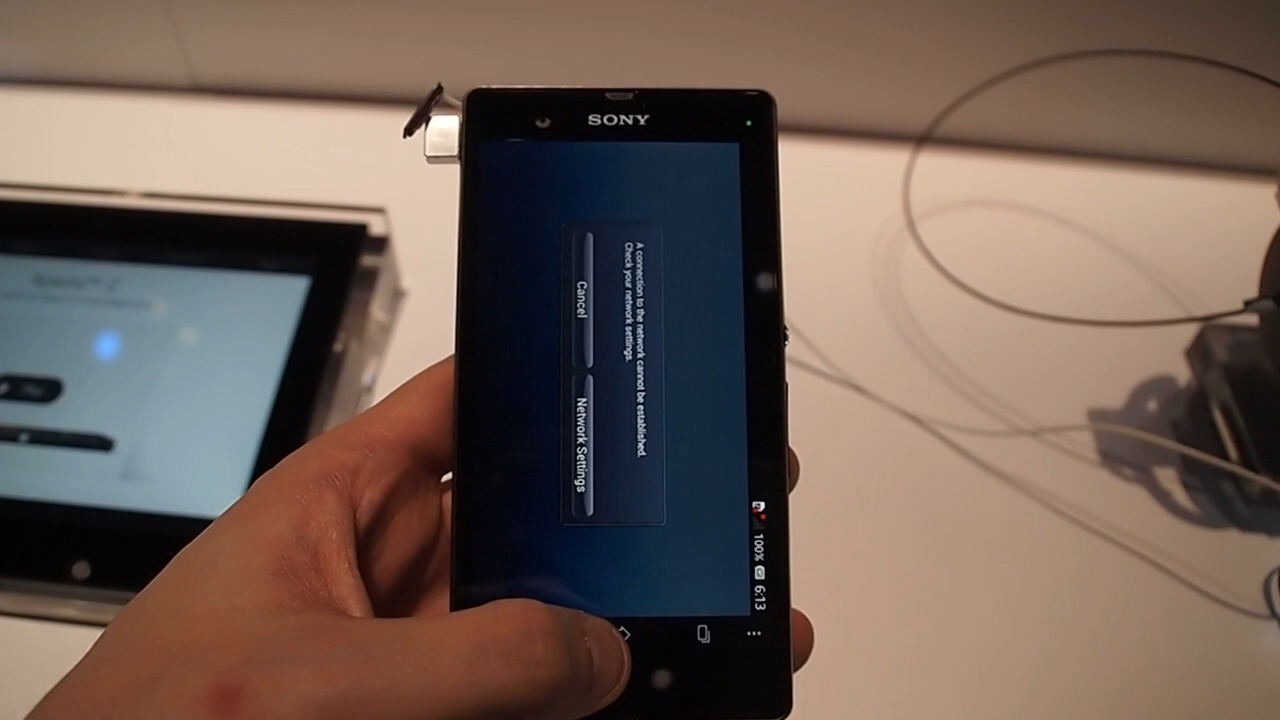 SONY
A connection to the network cannot be established.
Check your network settings.
Cancel
Network Settings
100%
6:13